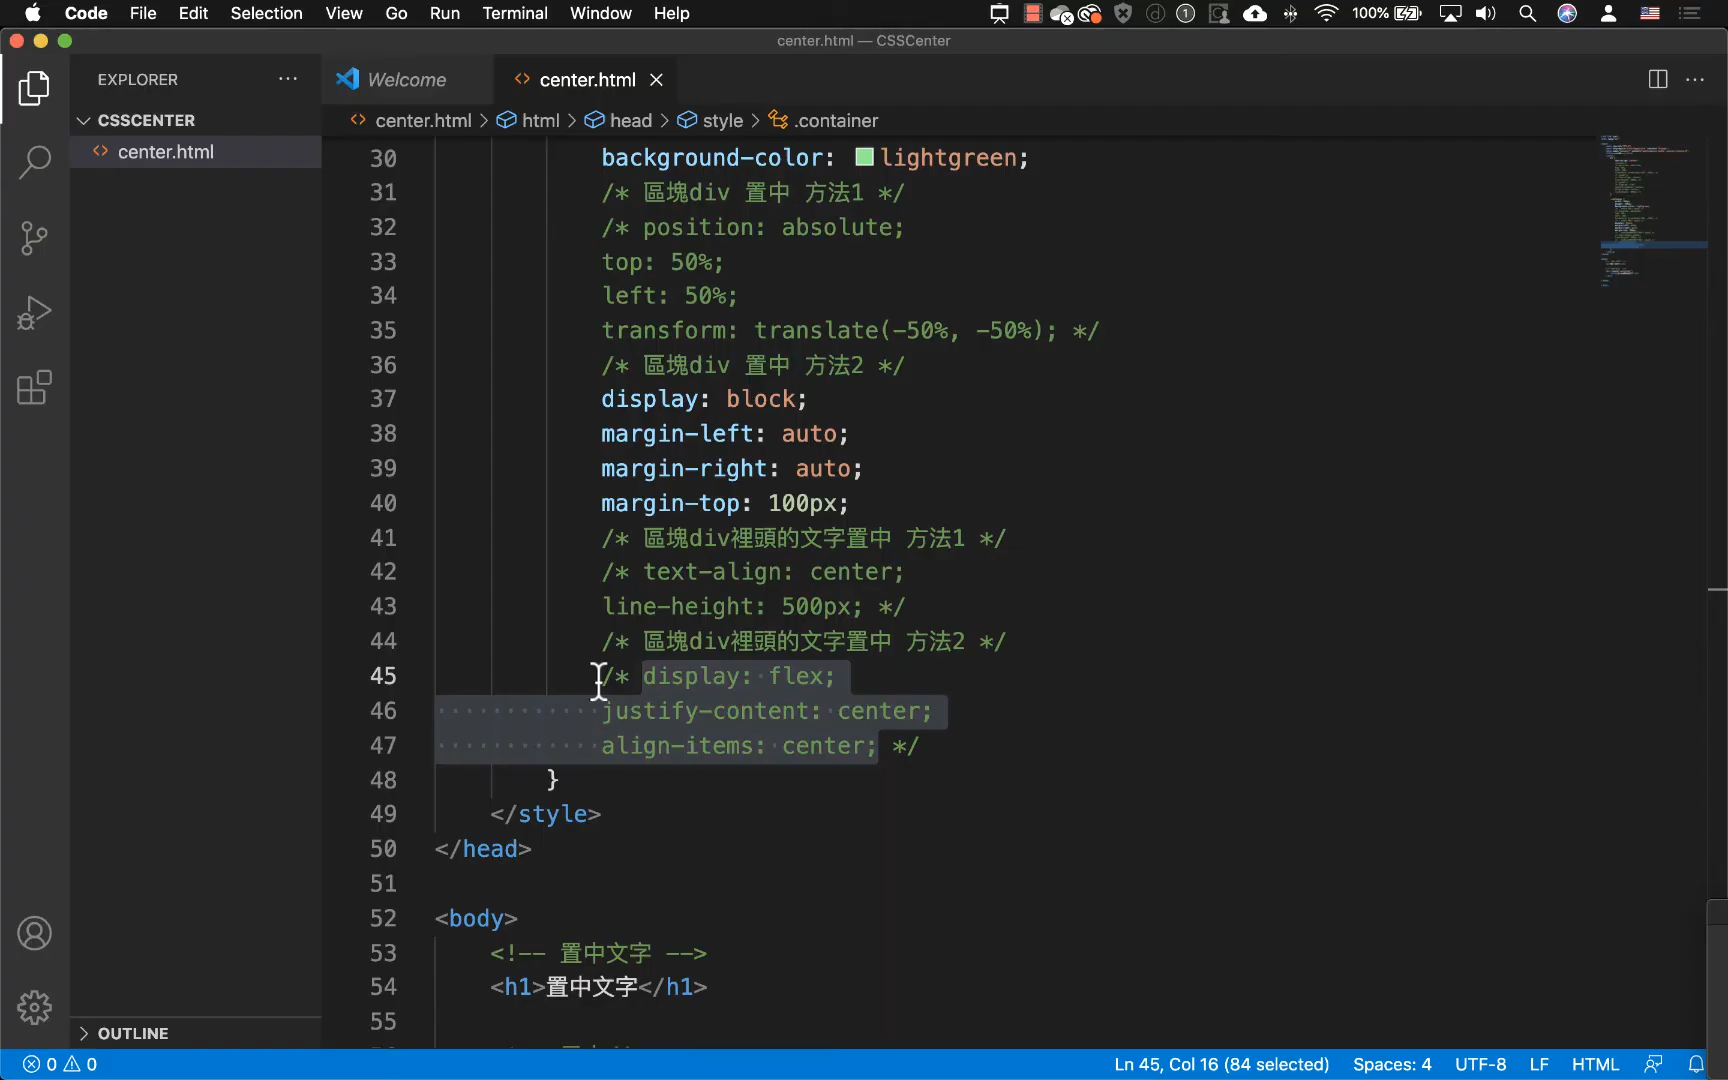 Code File Edit Selection View Go Run Terminal Window Help 100%
center.html — CSSCenter
EXPLORER
Welcome
center.html
CSSCENTER
center.html > html > head > style > .container
center.html
30 background-color: lightgreen;
31 /* 區塊div 置中 方法1 */
32 /* position: absolute;
33 top: 50%;
34 left: 50%;
35 transform: translate(-50%, -50%); */
36 /* 區塊div 置中 方法2 */
37 display: block;
38 margin-left: auto;
39 margin-right: auto;
40 margin-top: 100px;
41 /* 區塊div裡頭的文字置中 方法1 */
42 /* text-align: center;
43 line-height: 500px; */
44 /* 區塊div裡頭的文字置中 方法2 */
45 /* display: flex;
46 justify-content: center;
47 align-items: center; */
48 }
49 </style>
50 </head>
51
52 <body>
53 <!-- 置中文字 -->
54 <h1>置中文字</h1>
55
OUTLINE
0 0 Ln 45, Col 16 (84 selected) Spaces: 4 UTF-8 LF HTML